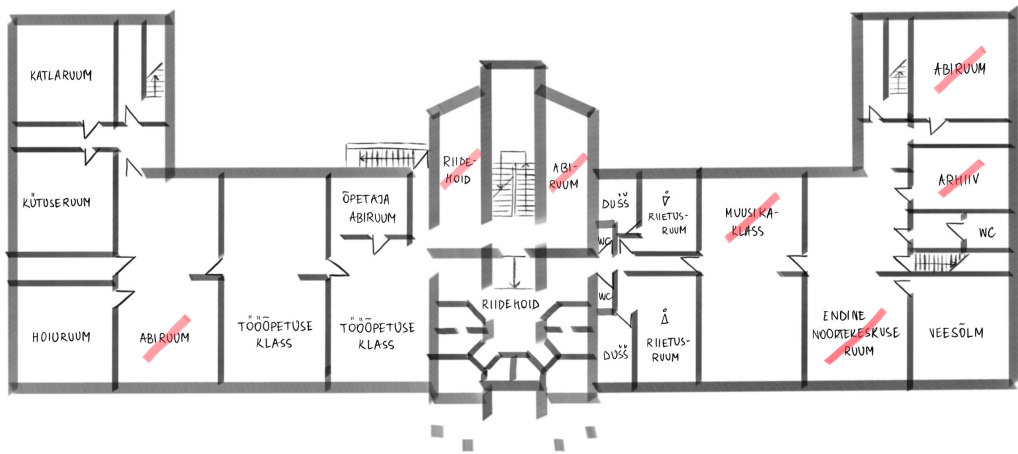 KATLARUUM
ABIRUUM
RIIDE-
HOID
ABI-
RUUM
ARHIIV
KÜTUSERUUM
ÕPETAJA
ABIRUUM
DUŠŠ
RIIETUS-
RUUM
MUUSIKA-
KLASS
WC
WC
WC
RIIDEHOID
HOIURUUM
ABIRUUM
TÖÖÕPETUSE
KLASS
TÖÖÕPETUSE
KLASS
DUŠŠ
RIIETUS-
RUUM
ENDINE
NOORTEKESKUSE
RUUM
VEESÕLM